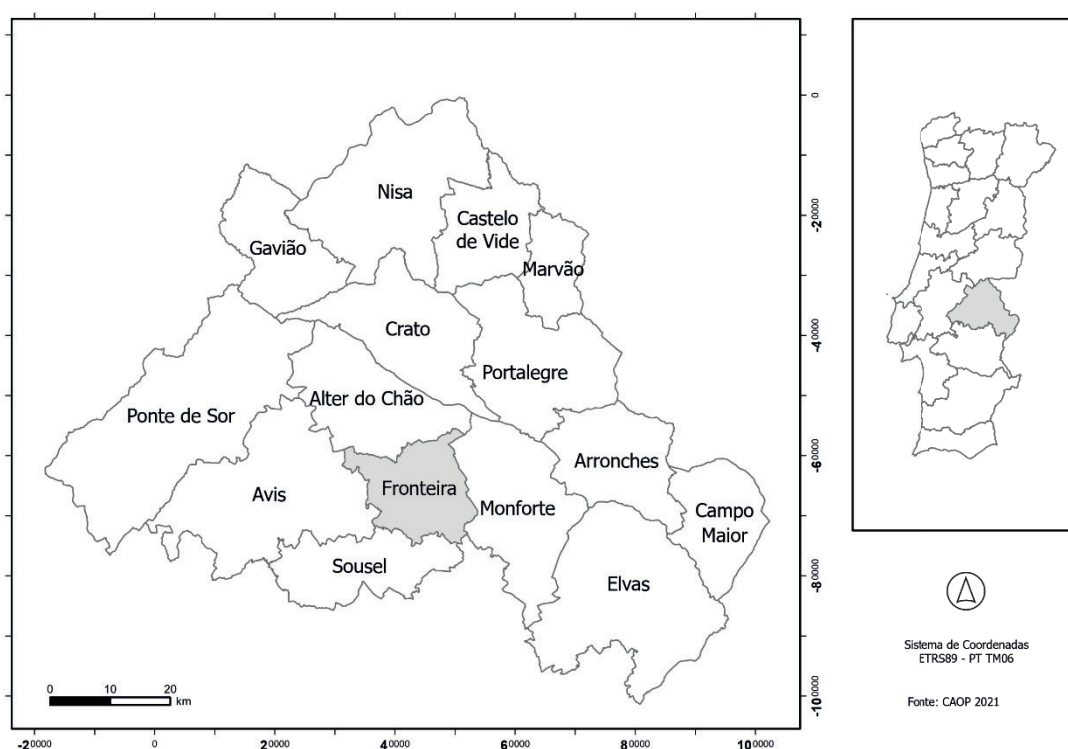 Nisa
Castelo
de Vide
Gavião
Marvão
Crato
Portalegre
Alter do Chão
Ponte de Sor
Arronches
Fronteira
Avis
Monforte
Campo
Maior
Sousel
Elvas
0 10 20
km
-20000 0 20000 40000 60000 80000 100000
0
-20000
-40000
-60000
-80000
-100000
Sistema de Coordenadas
ETRS89 - PT TM06
Fonte: CAOP 2021